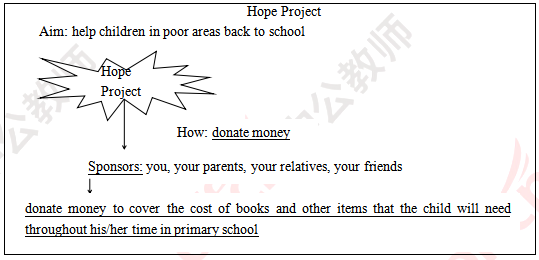 Hope Project
Aim: help children in poor areas back to school
Hope
Project
How: donate money
Sponsors: you, your parents, your relatives, your friends
donate money to cover the cost of books and other items that the child will need
throughout his/her time in primary school